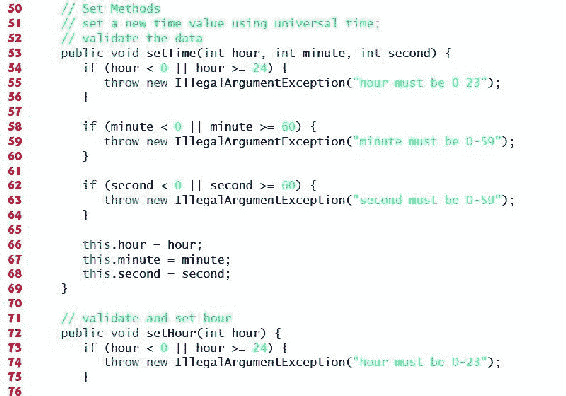 50 // Set Methods
51 // set a new time value using universal time;
52 // validate the data
53 public void setTime(int hour, int minute, int second) {
54 if (hour < 0 || hour >= 24) {
55 throw new IllegalArgumentException("hour must be 0-23");
56 }
57
58 if (minute < 0 || minute >= 60) {
59 throw new IllegalArgumentException("minute must be 0-59");
60 }
61
62 if (second < 0 || second >= 60) {
63 throw new IllegalArgumentException("second must be 0-59");
64 }
65
66 this.hour = hour;
67 this.minute = minute;
68 this.second = second;
69 }
70
71 // validate and set hour
72 public void setHour(int hour) {
73 if (hour < 0 || hour >= 24) {
74 throw new IllegalArgumentException("hour must be 0-23");
75 }
76